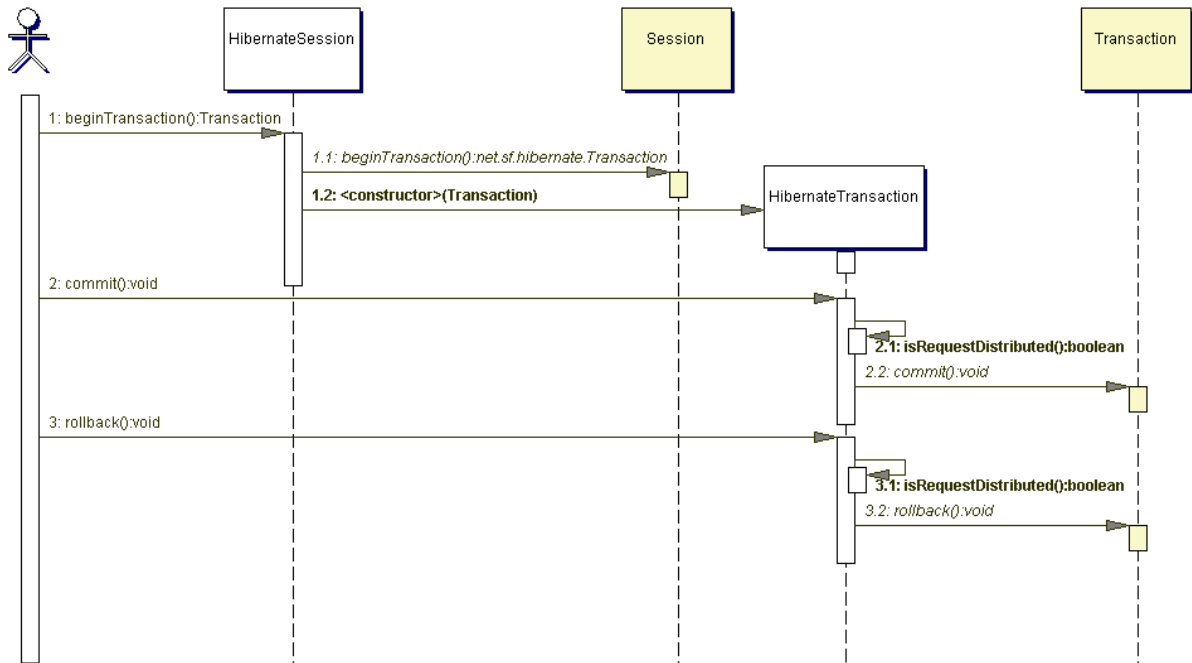 HibernateSession
Session
Transaction
1: beginTransaction():Transaction
1.1: beginTransaction():net.sf.hibernate.Transaction
1.2: <constructor>(Transaction)
HibernateTransaction
2: commit():void
2.1: isRequestDistributed():boolean
2.2: commit():void
3: rollback():void
3.1: isRequestDistributed():boolean
3.2: rollback():void